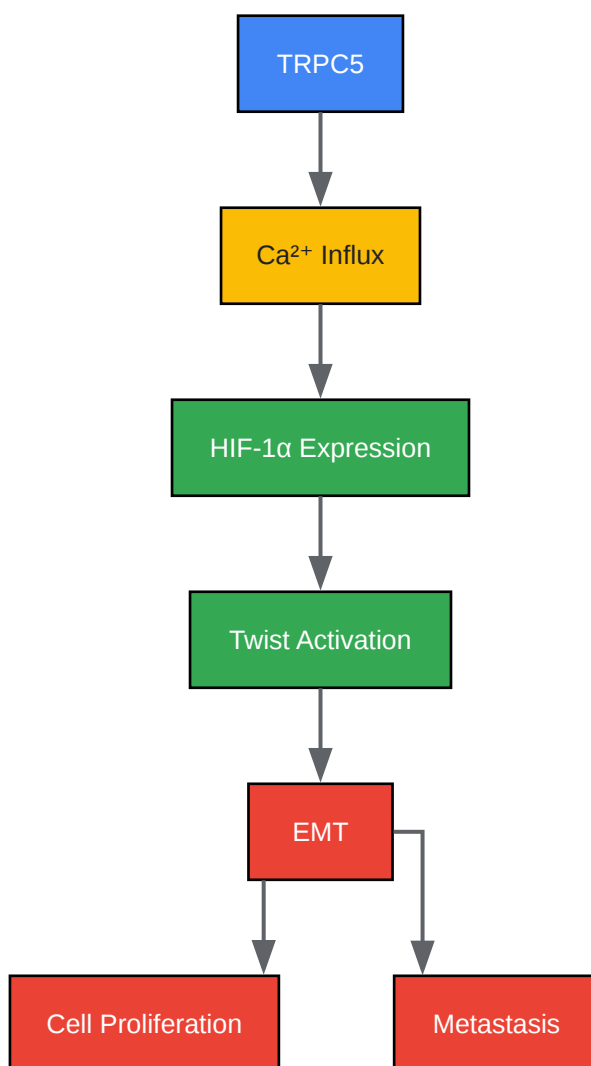 TRPC5
Ca²⁺ Influx
HIF-1α Expression
Twist Activation
EMT
Cell Proliferation
Metastasis